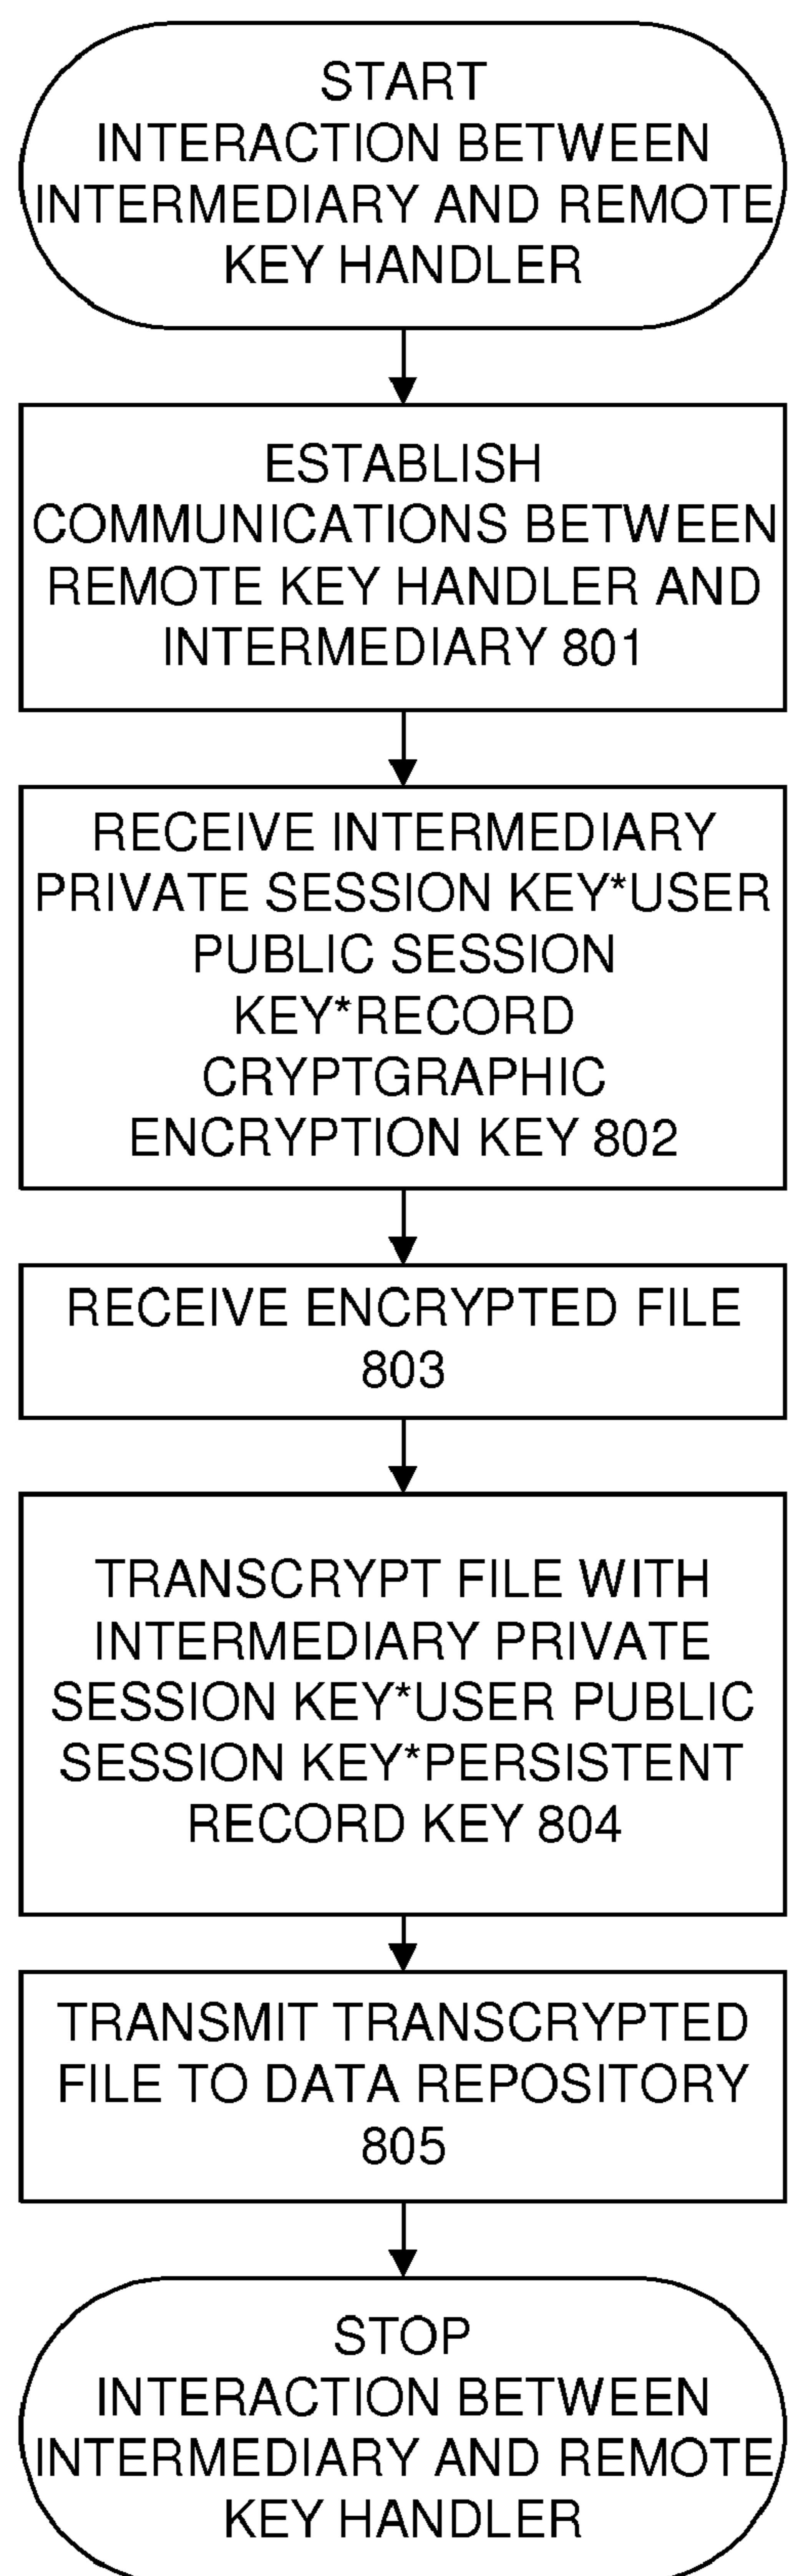 START
INTERACTION BETWEEN
INTERMEDIARY AND REMOTE
KEY HANDLER
ESTABLISH
COMMUNICATIONS BETWEEN
REMOTE KEY HANDLER AND
INTERMEDIARY 801
RECEIVE INTERMEDIARY
PRIVATE SESSION KEY*USER
PUBLIC SESSION
KEY*RECORD
CRYPTGRAPHIC
ENCRYPTION KEY 802
RECEIVE ENCRYPTED FILE
803
TRANSCRYPT FILE WITH
INTERMEDIARY PRIVATE
SESSION KEY*USER PUBLIC
SESSION KEY*PERSISTENT
RECORD KEY 804
TRANSMIT TRANSCRYPTED
FILE TO DATA REPOSITORY
805
STOP
INTERACTION BETWEEN
INTERMEDIARY AND REMOTE
KEY HANDLER